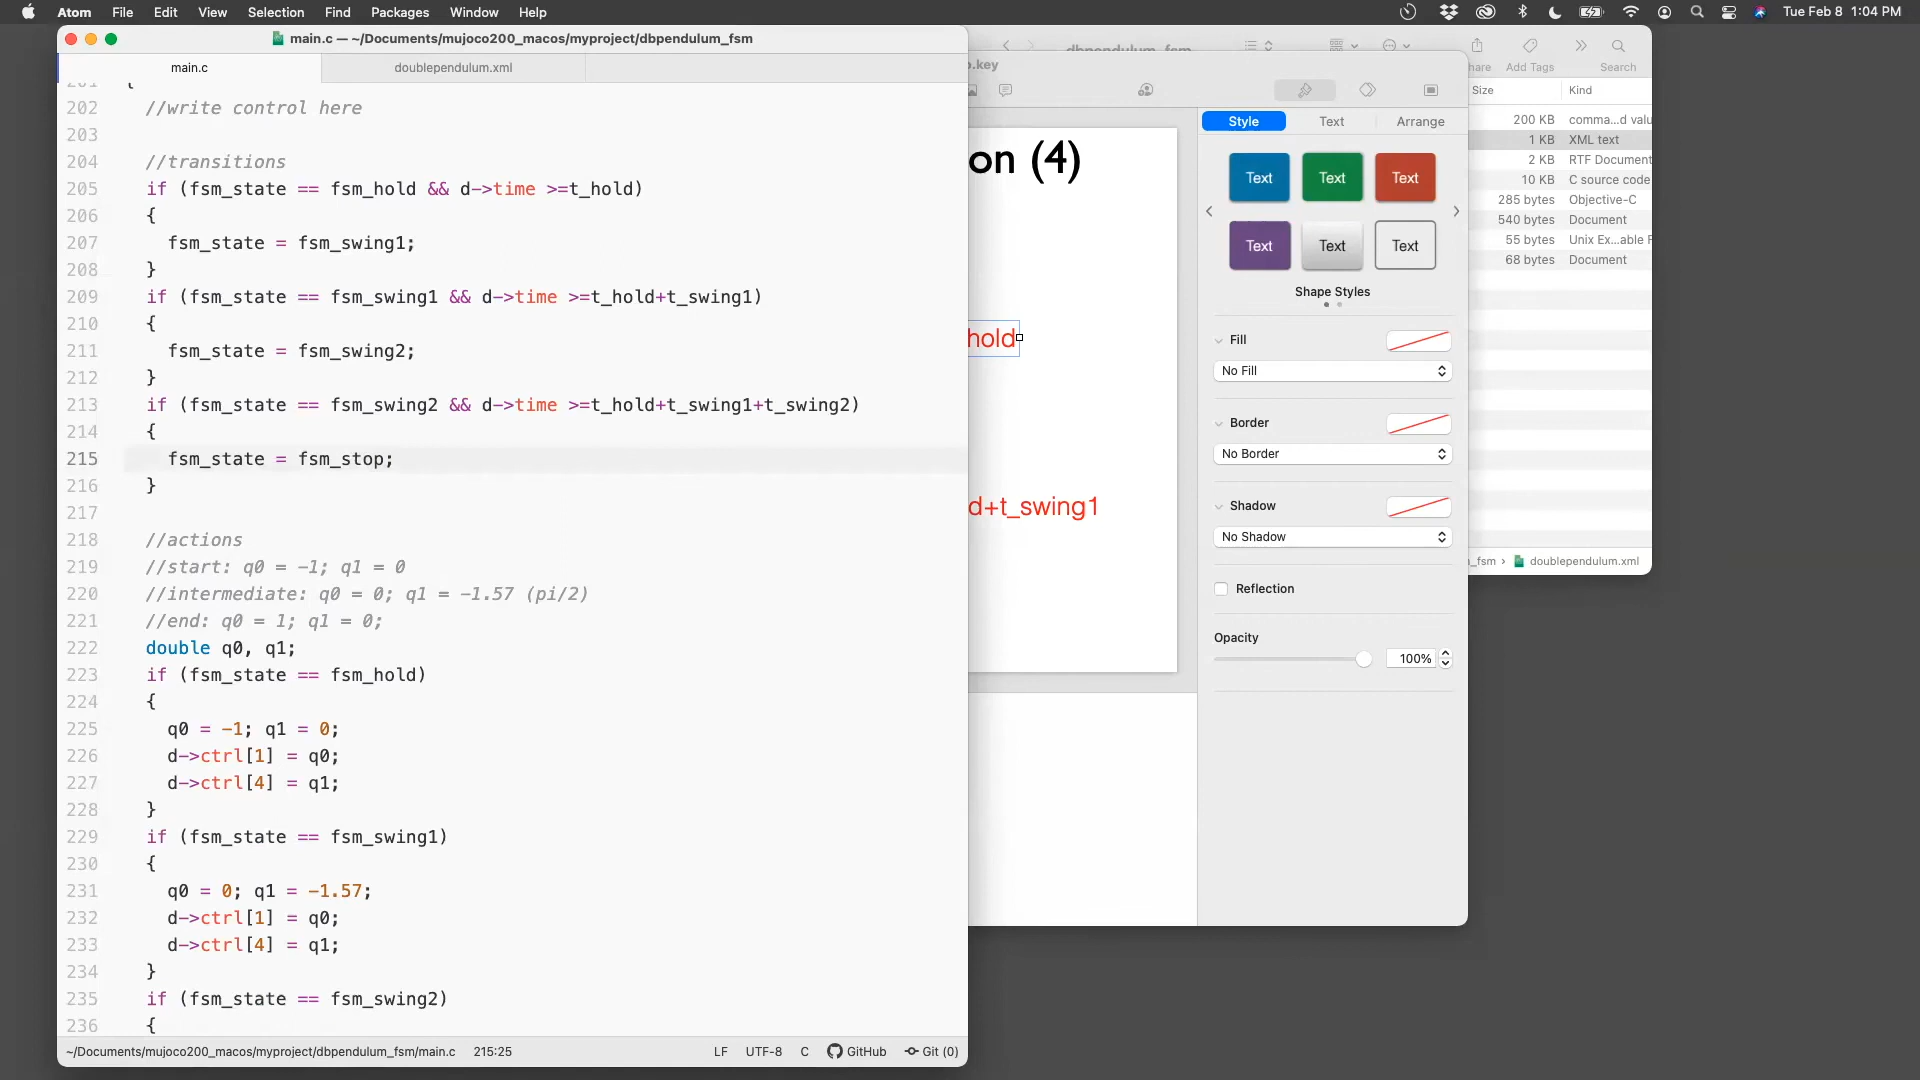 Atom File Edit View Selection Find Packages Window Help
Tue Feb 8 1:04 PM
main.c — ~/Documents/mujoco200_macos/myproject/dbpendulum_fsm
main.c
doublependulum.xml
202 //write control here
203
204 //transitions
205 if (fsm_state == fsm_hold && d->time >=t_hold)
206 {
207 fsm_state = fsm_swing1;
208 }
209 if (fsm_state == fsm_swing1 && d->time >=t_hold+t_swing1)
210 {
211 fsm_state = fsm_swing2;
212 }
213 if (fsm_state == fsm_swing2 && d->time >=t_hold+t_swing1+t_swing2)
214 {
215 fsm_state = fsm_stop;
216 }
217
218 //actions
219 //start: q0 = -1; q1 = 0
220 //intermediate: q0 = 0; q1 = -1.57 (pi/2)
221 //end: q0 = 1; q1 = 0;
222 double q0, q1;
223 if (fsm_state == fsm_hold)
224 {
225 q0 = -1; q1 = 0;
226 d->ctrl[1] = q0;
227 d->ctrl[4] = q1;
228 }
229 if (fsm_state == fsm_swing1)
230 {
231 q0 = 0; q1 = -1.57;
232 d->ctrl[1] = q0;
233 d->ctrl[4] = q1;
234 }
235 if (fsm_state == fsm_swing2)
236 {
~/Documents/mujoco200_macos/myproject/dbpendulum_fsm/main.c 215:25
LF UTF-8 C GitHub Git (0)
.key
on (4)
hold
d+t_swing1
Style Text Arrange
Text Text Text
Text Text Text
Shape Styles
Fill
No Fill
Border
No Border
Shadow
No Shadow
Reflection
Opacity
100%
dbpendulum_fsm
hare Add Tags Search
Size Kind
200 KB comma...d valu
1 KB XML text
2 KB RTF Document
10 KB C source code
285 bytes Objective-C
540 bytes Document
55 bytes Unix Ex...able F
68 bytes Document
_fsm › doublependulum.xml